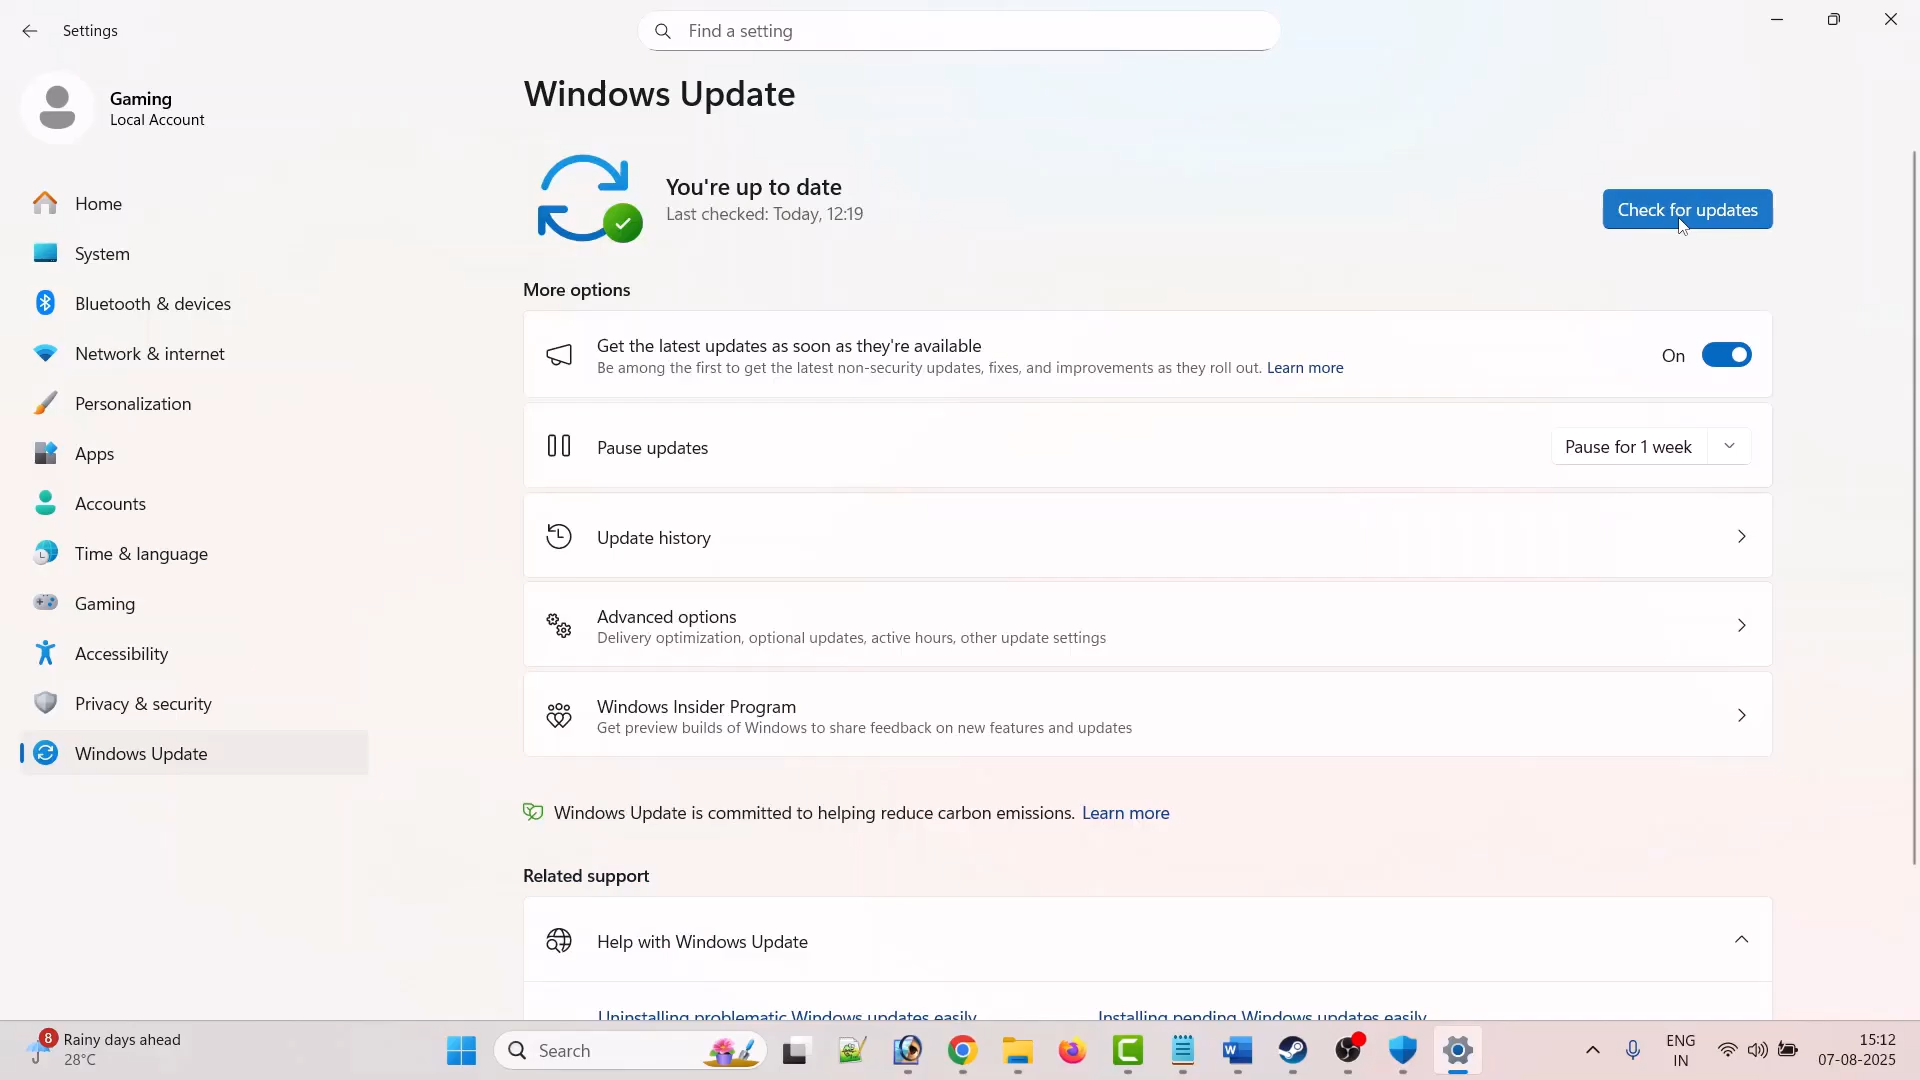 Settings
Find a setting
Gaming
Local Account
Home
System
Bluetooth & devices
Network & internet
Personalization
Apps
Accounts
Time & language
Gaming
Accessibility
Privacy & security
Windows Update
Windows Update
You're up to date
Last checked: Today, 12:19
Check for updates
More options
Get the latest updates as soon as they're available
Be among the first to get the latest non-security updates, fixes, and improvements as they roll out. Learn more
On
Pause updates
Pause for 1 week
Update history
Advanced options
Delivery optimization, optional updates, active hours, other update settings
Windows Insider Program
Get preview builds of Windows to share feedback on new features and updates
Windows Update is committed to helping reduce carbon emissions. Learn more
Related support
Help with Windows Update
Uninstalling problematic Windows updates easily
Installing pending Windows updates easily
8
Rainy days ahead
28°C
Search
ENG
IN
15:12
07-08-2025